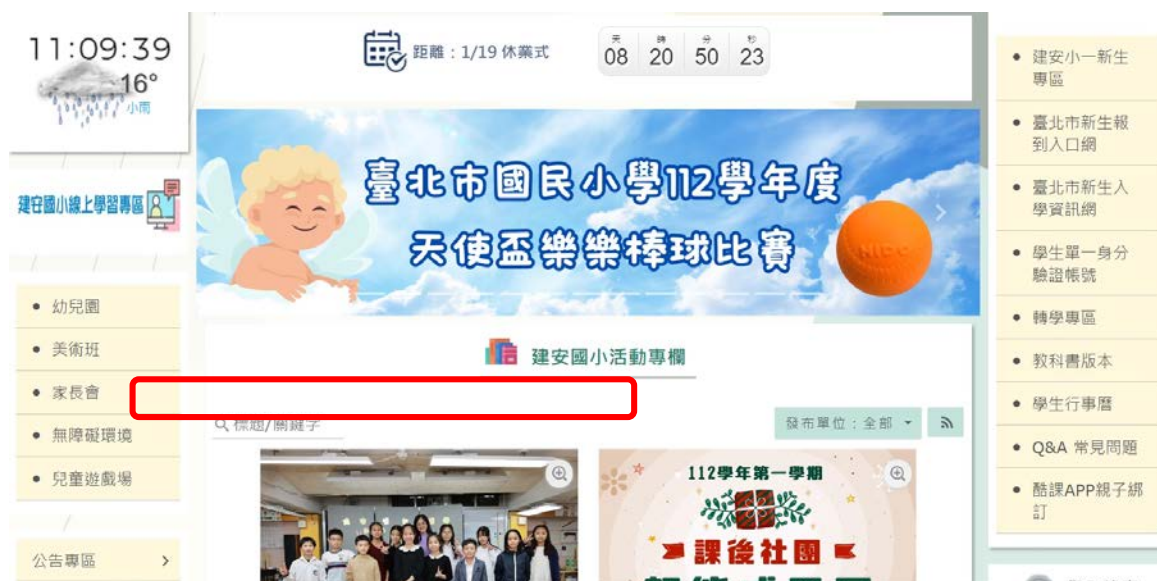 11:09:39
16°
小雨
建安國小線上學習專區
幼兒園
美術班
家長會
無障礙環境
兒童遊戲場
公告專區
距離：1/19 休業式
天 時 分 秒
08 20 50 23
臺北市國民小學112學年度
天使盃樂樂棒球比賽
NIDO
建安國小活動專欄
標題/關鍵字
發布單位：全部
112學年第一學期
課後社團
建安小一新生
專區
臺北市新生報
到入口網
臺北市新生入
學資訊網
學生單一身分
驗證帳號
轉學專區
教科書版本
學生行事曆
Q&A 常見問題
酷課APP親子綁
訂